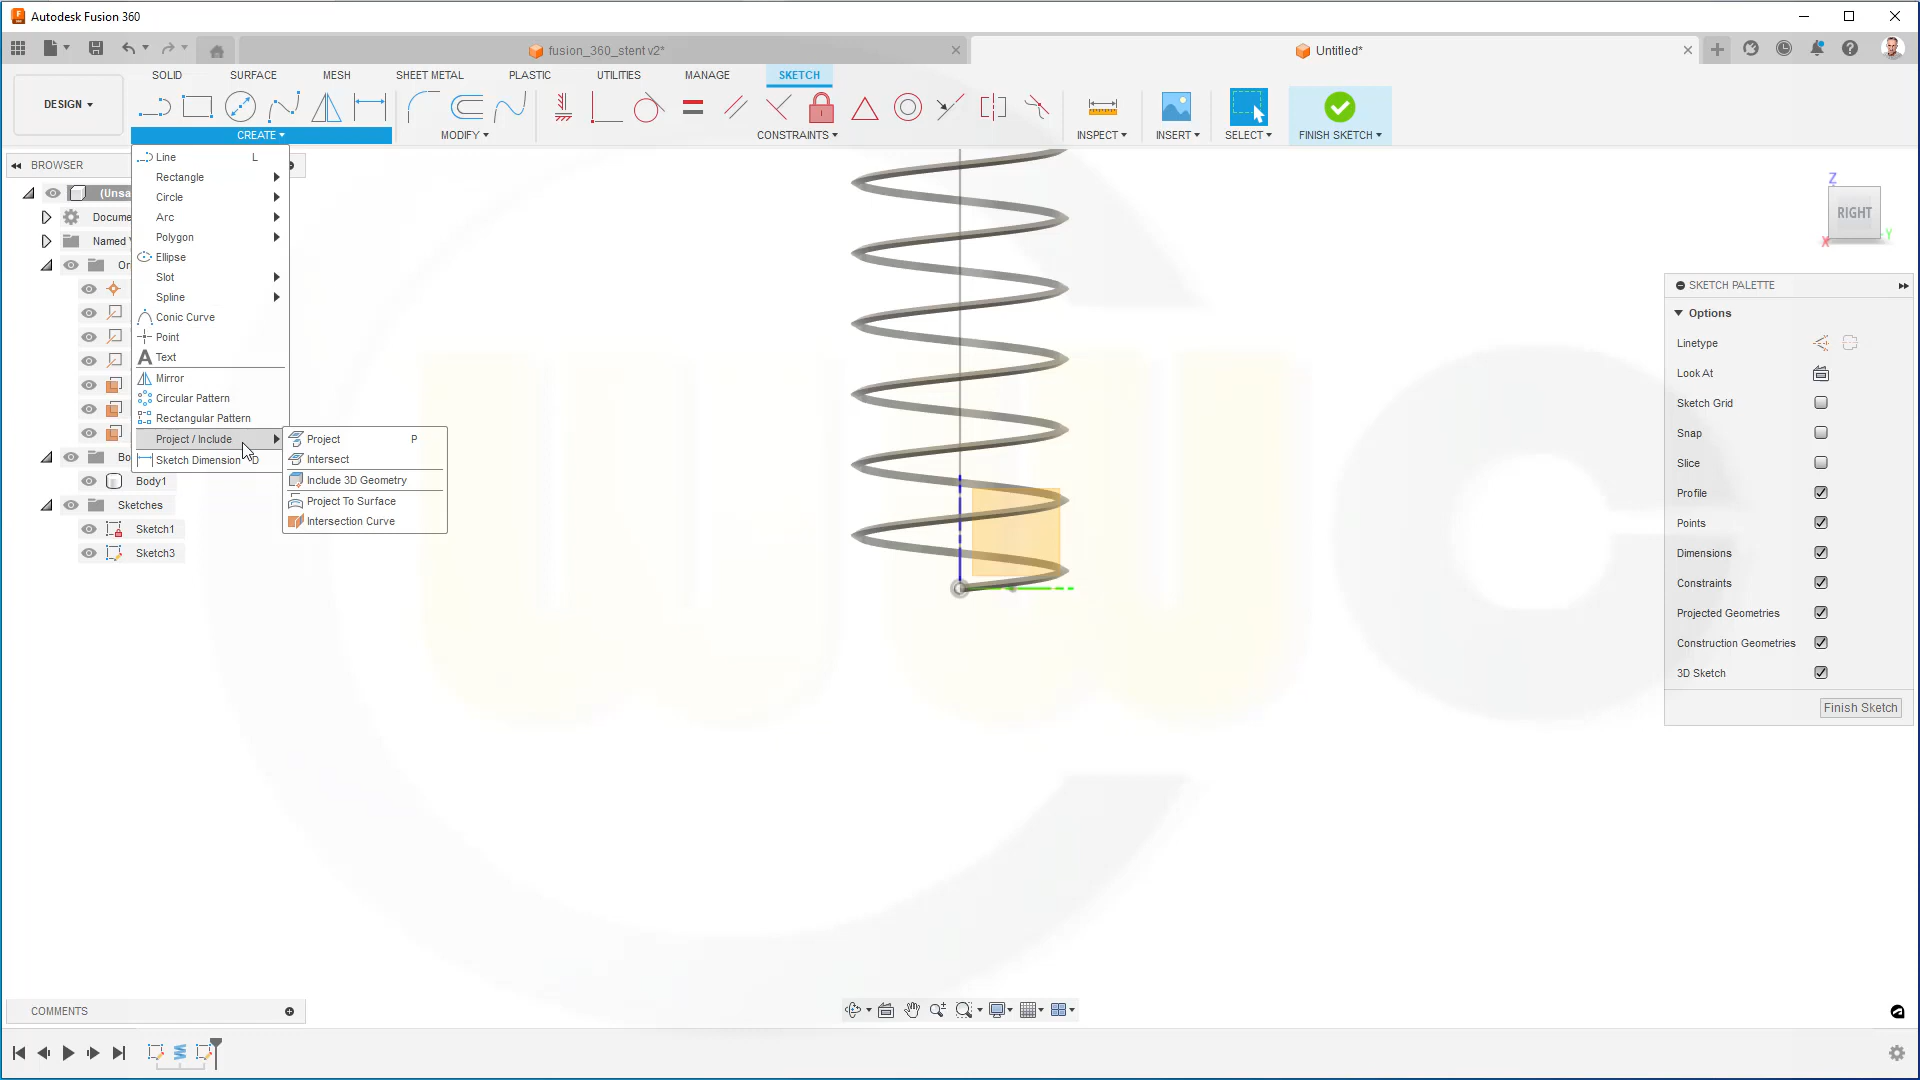 Autodesk Fusion 360
fusion_360_stent v2*
Untitled*
DESIGN
SOLID SURFACE MESH SHEET METAL PLASTIC UTILITIES MANAGE SKETCH
CREATE MODIFY CONSTRAINTS INSPECT INSERT SELECT FINISH SKETCH
BROWSER
(Unsa
Docume
Named V
Ori
Bo
Body1
Sketches
Sketch1
Sketch3
Line L
Rectangle
Circle
Arc
Polygon
Ellipse
Slot
Spline
Conic Curve
Point
Text
Mirror
Circular Pattern
Rectangular Pattern
Project / Include
Sketch Dimension D
Project P
Intersect
Include 3D Geometry
Project To Surface
Intersection Curve
Z
RIGHT
X
Y
SKETCH PALETTE
Options
Linetype
Look At
Sketch Grid
Snap
Slice
Profile
Points
Dimensions
Constraints
Projected Geometries
Construction Geometries
3D Sketch
Finish Sketch
COMMENTS